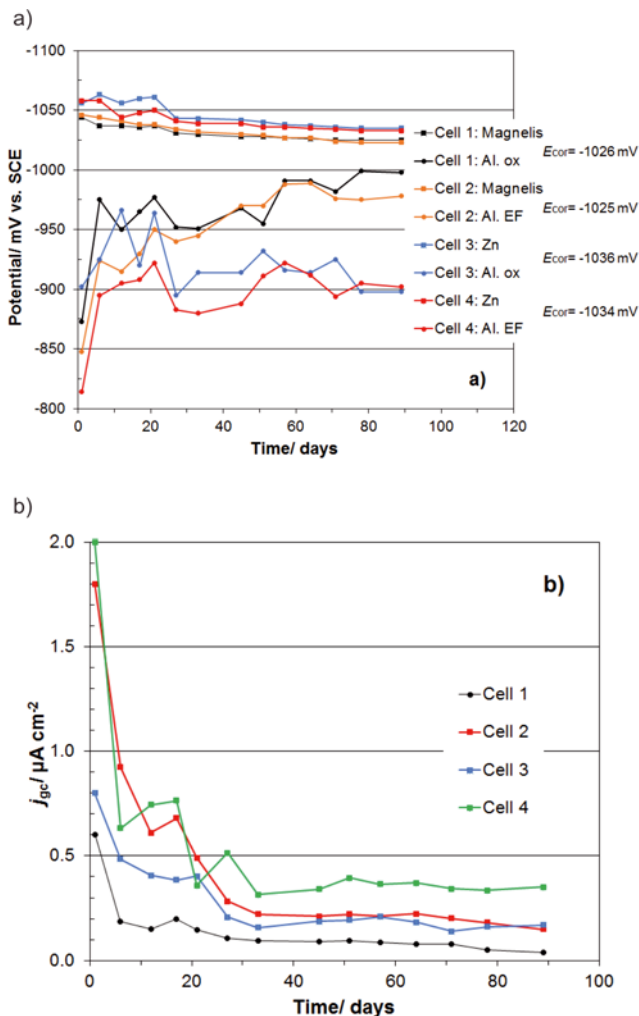 a)
-1100
-1050
-1000
-950
-900
-850
-800
Potential/ mV vs. SCE
0
20
40
60
80
100
120
Time/ days
Cell 1: Magnelis
Ecor= -1026 mV
Cell 1: Al. ox
Cell 2: Magnelis
Ecor= -1025 mV
Cell 2: Al. EF
Cell 3: Zn
Ecor= -1036 mV
Cell 3: Al. ox
Cell 4: Zn
Ecor= -1034 mV
Cell 4: Al. EF
a)
b)
2.0
1.5
1.0
0.5
0.0
jgc/ µA cm-2
0
20
40
60
80
100
Time/ days
b)
Cell 1
Cell 2
Cell 3
Cell 4